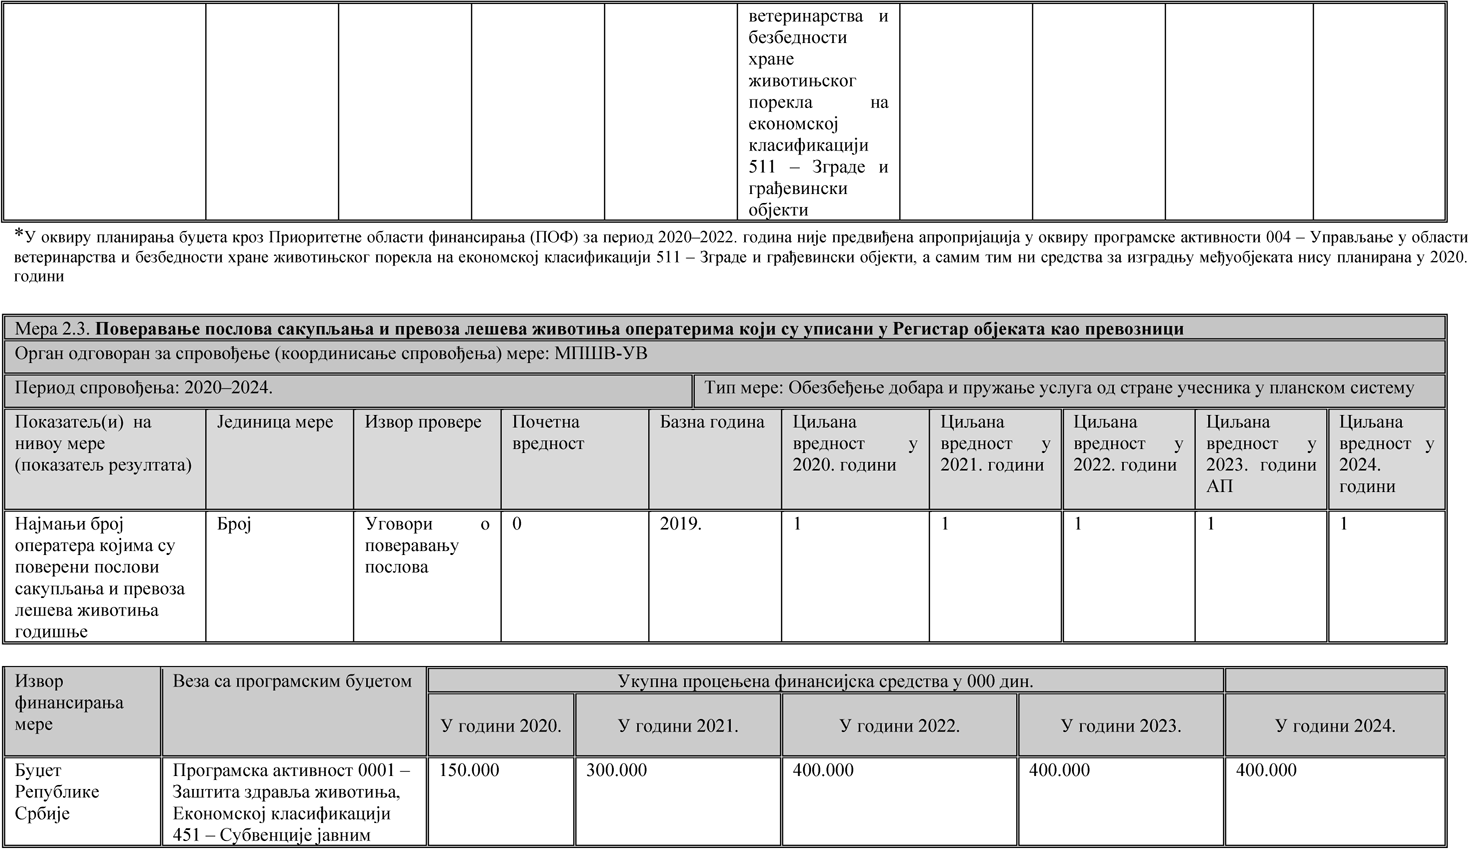 ветеринарства и
безбедности
хране
животињског
порекла на
економској
класификацији
511 – Зграде и
грађевински
објекти
*У оквиру планирања буџета кроз Приоритетне области финансирања (ПОФ) за период 2020–2022. година није предвиђена апропријација у оквиру програмске активности 004 – Управљање у области
ветеринарства и безбедности хране животињског порекла на економској класификацији 511 – Зграде и грађевински објекти, а самим тим ни средства за изградњу међуобјеката нису планирана у 2020.
години
Мера 2.3. Поверавање послова сакупљања и превоза лешева животиња оператерима који су уписани у Регистар објеката као превозници
Орган одговоран за спровођење (координисање спровођења) мере: МПШВ-УВ
Период спровођења: 2020–2024.
Тип мере: Обезбеђење добара и пружање услуга од стране учесника у планском систему
Показатељ(и) на
нивоу мере
(показатељ резултата)
Јединица мере
Извор провере
Почетна
вредност
Базна година
Циљана
вредност у
2020. години
Циљана
вредност у
2021. години
Циљана
вредност у
2022. години
Циљана
вредност у
2023. години
АП
Циљана
вредност у
2024.
години
Најмањи број
оператера којима су
поверени послови
сакупљања и превоза
лешева животиња
годишње
Број
Уговори о
поверавању
послова
0
2019.
1
1
1
1
1
Извор
финансирања
мере
Веза са програмским буџетом
Укупна процењена финансијска средства у 000 дин.
У години 2020.
У години 2021.
У години 2022.
У години 2023.
У години 2024.
Буџет
Републике
Србије
Програмска активност 0001 –
Заштита здравља животиња,
Економској класификацији
451 – Субвенције јавним
150.000
300.000
400.000
400.000
400.000